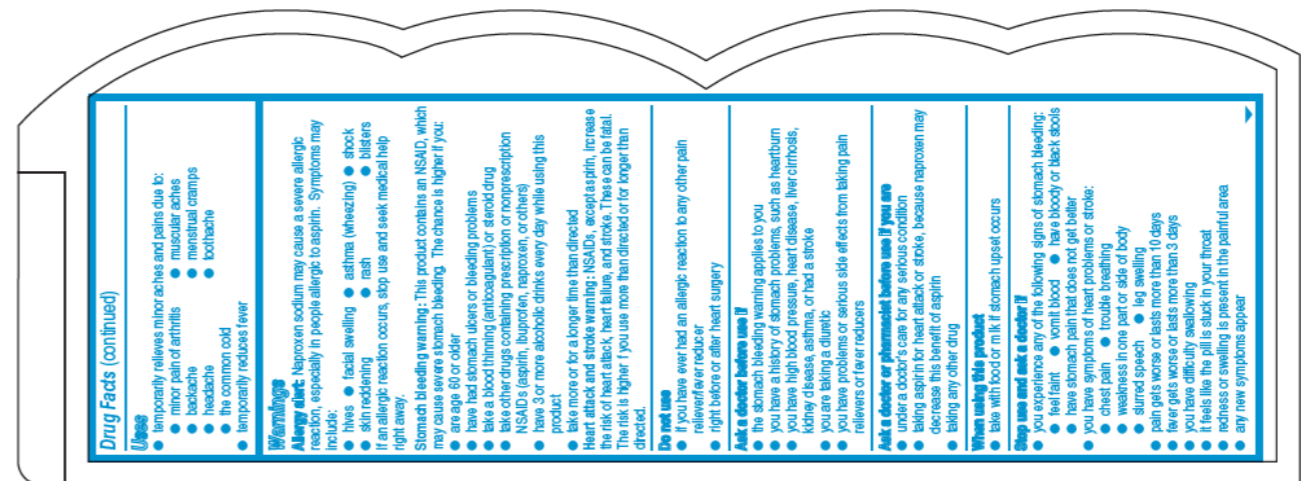 Drug Facts (continued)
Uses
● temporarily relieves minor aches and pains due to:
● minor pain of arthritis ● muscular aches
● backache ● menstrual cramps
● headache ● toothache
● the common cold
● temporarily reduces fever
Warnings
Allergy alert: Naproxen sodium may cause a severe allergic
reaction, especially in people allergic to aspirin. Symptoms may
include:
● hives ● facial swelling ● asthma (wheezing) ● shock
● skin reddening ● rash ● blisters
If an allergic reaction occurs, stop use and seek medical help
right away.
Stomach bleeding warning: This product contains an NSAID, which
may cause severe stomach bleeding. The chance is higher if you:
● are age 60 or older
● have had stomach ulcers or bleeding problems
● take a blood thinning (anticoagulant) or steroid drug
● take other drugs containing prescription or nonprescription
NSAIDs (aspirin, ibuprofen, naproxen, or others)
● have 3 or more alcoholic drinks every day while using this
product
● take more or for a longer time than directed
Heart attack and stroke warning: NSAIDs, except aspirin, increase
the risk of heart attack, heart failure, and stroke. These can be fatal.
The risk is higher if you use more than directed or for longer than
directed.
Do not use
● if you have ever had an allergic reaction to any other pain
reliever/fever reducer
● right before or after heart surgery
Ask a doctor before use if
● the stomach bleeding warning applies to you
● you have a history of stomach problems, such as heartburn
● you have high blood pressure, heart disease, liver cirrhosis,
kidney disease, asthma, or had a stroke
● you are taking a diuretic
● you have problems or serious side effects from taking pain
relievers or fever reducers
Ask a doctor or pharmacist before use if you are
● under a doctor's care for any serious condition
● taking aspirin for heart attack or stroke, because naproxen may
decrease this benefit of aspirin
● taking any other drug
When using this product
● take with food or milk if stomach upset occurs
Stop use and ask a doctor if
● you experience any of the following signs of stomach bleeding:
● feel faint ● vomit blood ● have bloody or black stools
● have stomach pain that does not get better
● you have symptoms of heart problems or stroke:
● chest pain ● trouble breathing
● weakness in one part or side of body
● slurred speech ● leg swelling
● pain gets worse or lasts more than 10 days
● fever gets worse or lasts more than 3 days
● you have difficulty swallowing
● it feels like the pill is stuck in your throat
● redness or swelling is present in the painful area
● any new symptoms appear